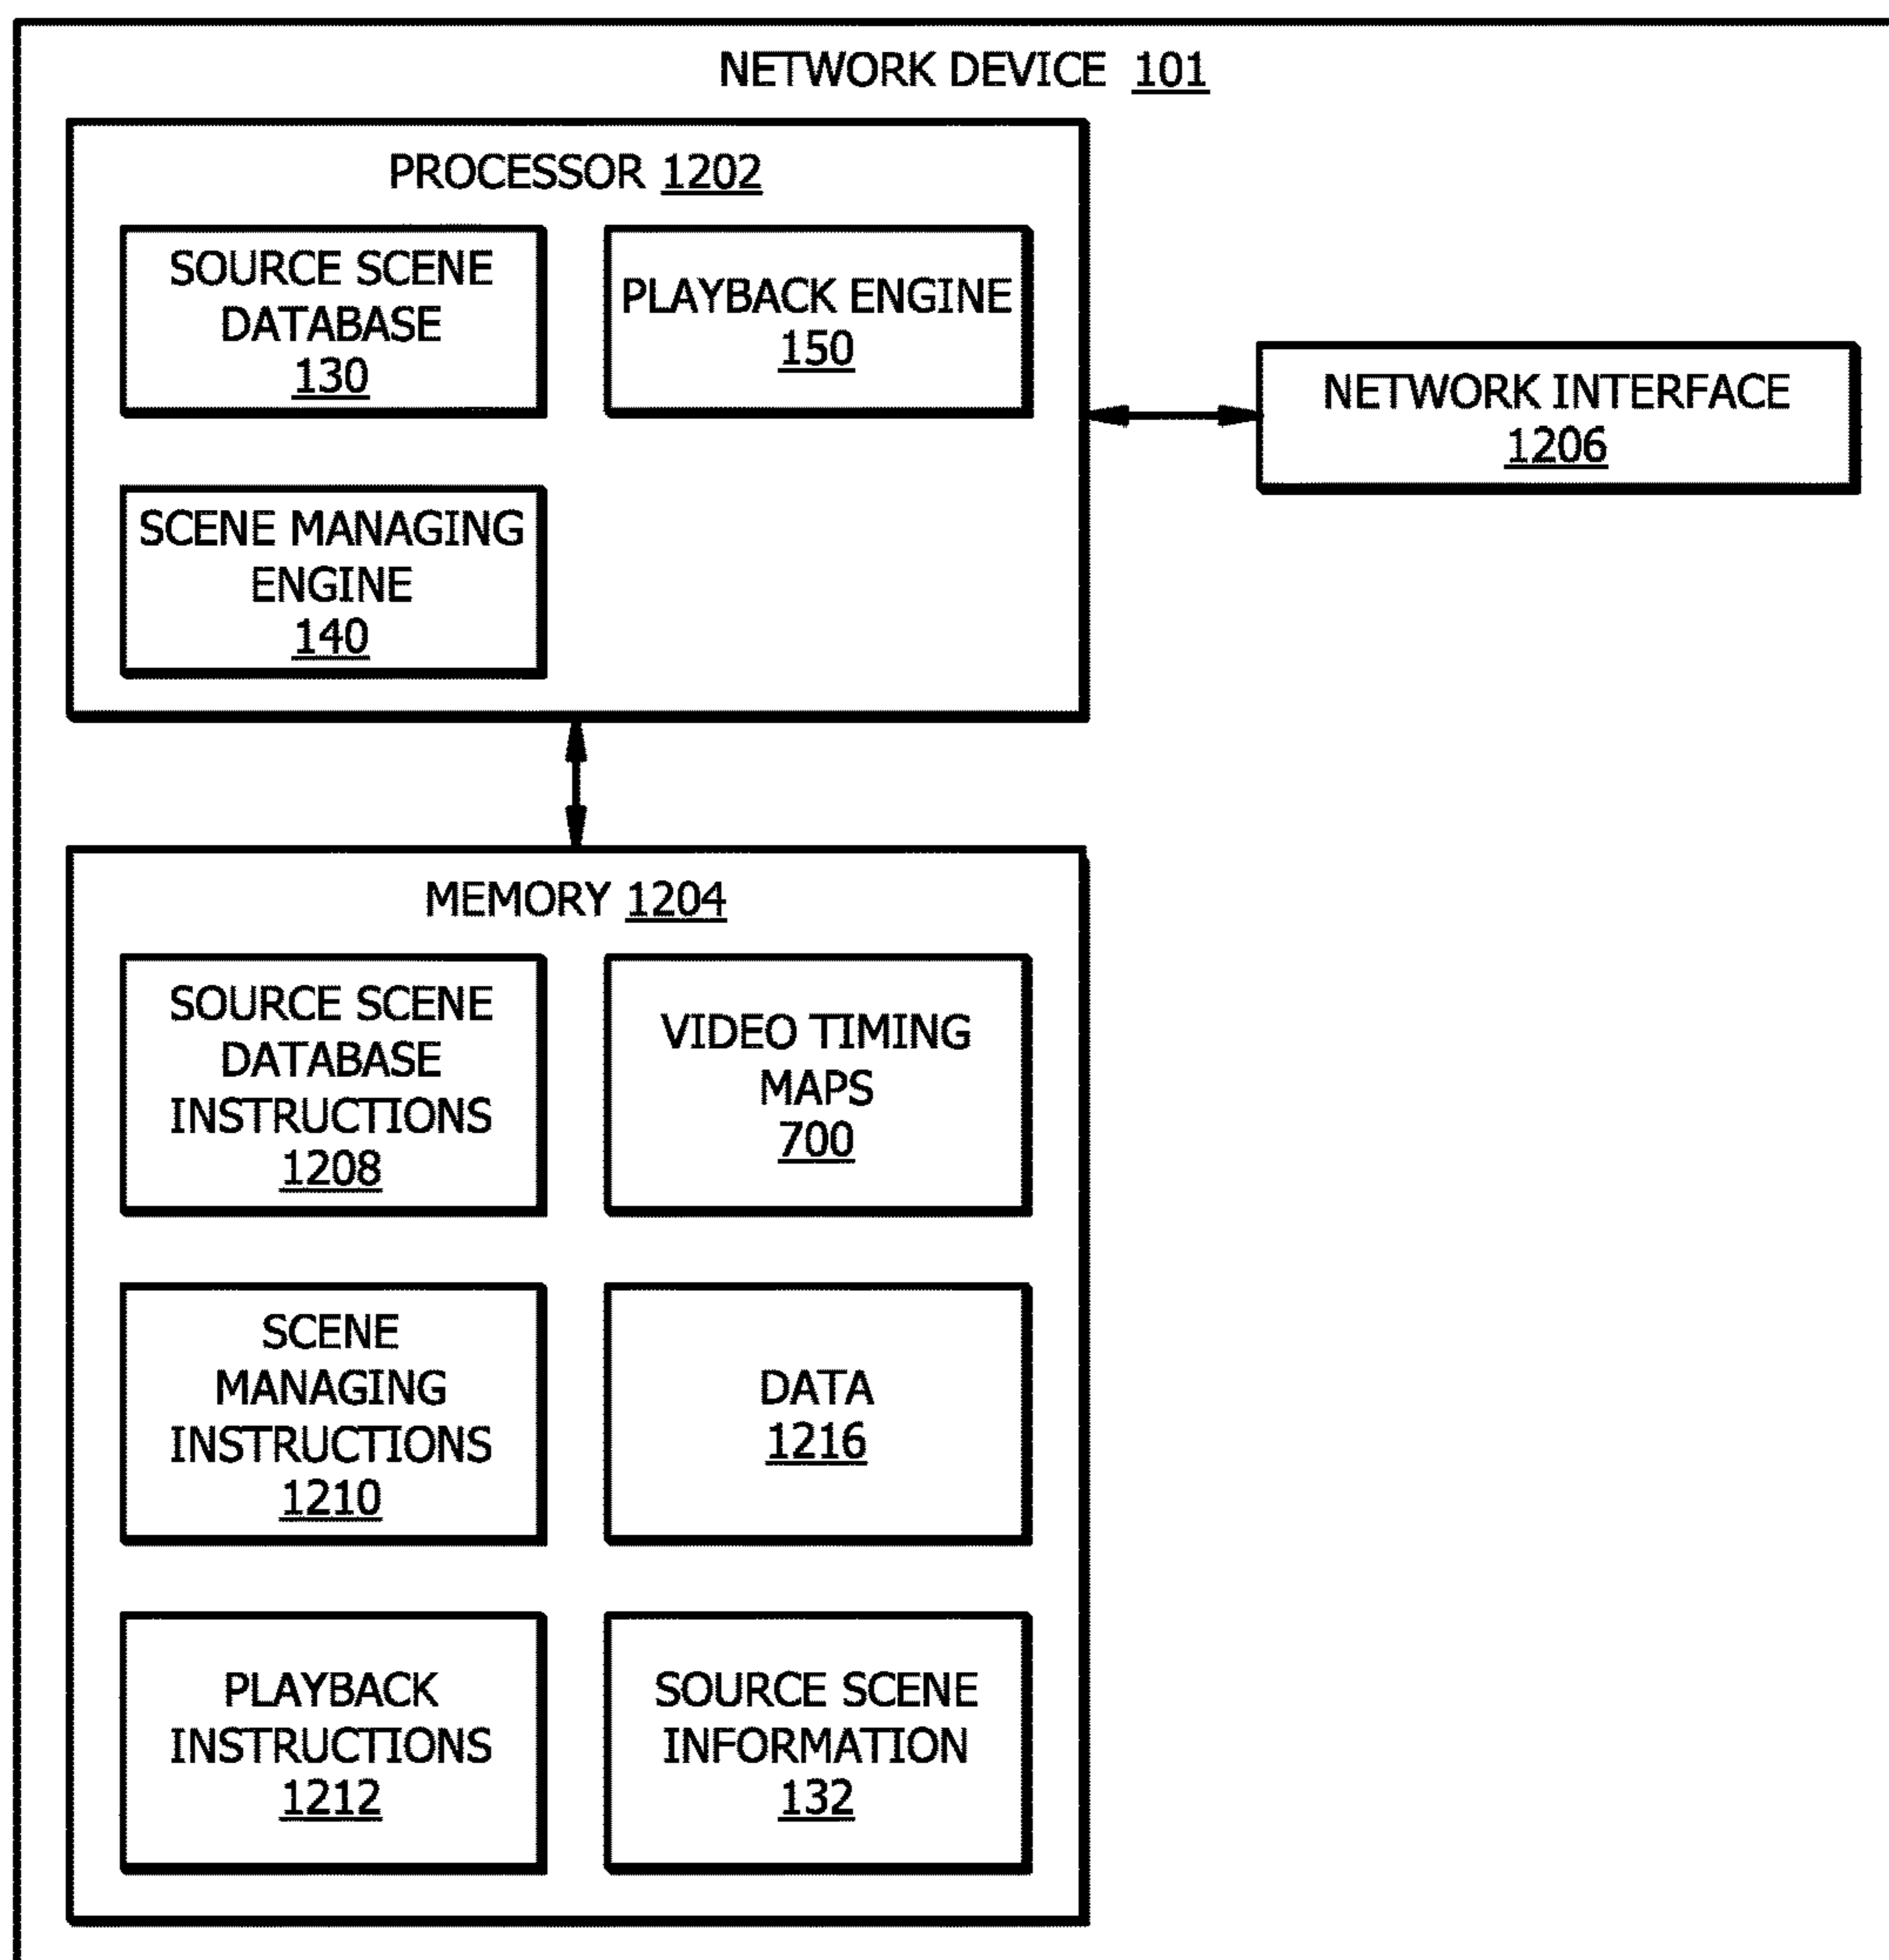 NETWORK DEVICE 101
PROCESSOR 1202
SOURCE SCENE
DATABASE
130
PLAYBACK ENGINE
150
SCENE MANAGING
ENGINE
140
NETWORK INTERFACE
1206
MEMORY 1204
SOURCE SCENE
DATABASE
INSTRUCTIONS
1208
VIDEO TIMING
MAPS
700
SCENE
MANAGING
INSTRUCTIONS
1210
DATA
1216
PLAYBACK
INSTRUCTIONS
1212
SOURCE SCENE
INFORMATION
132